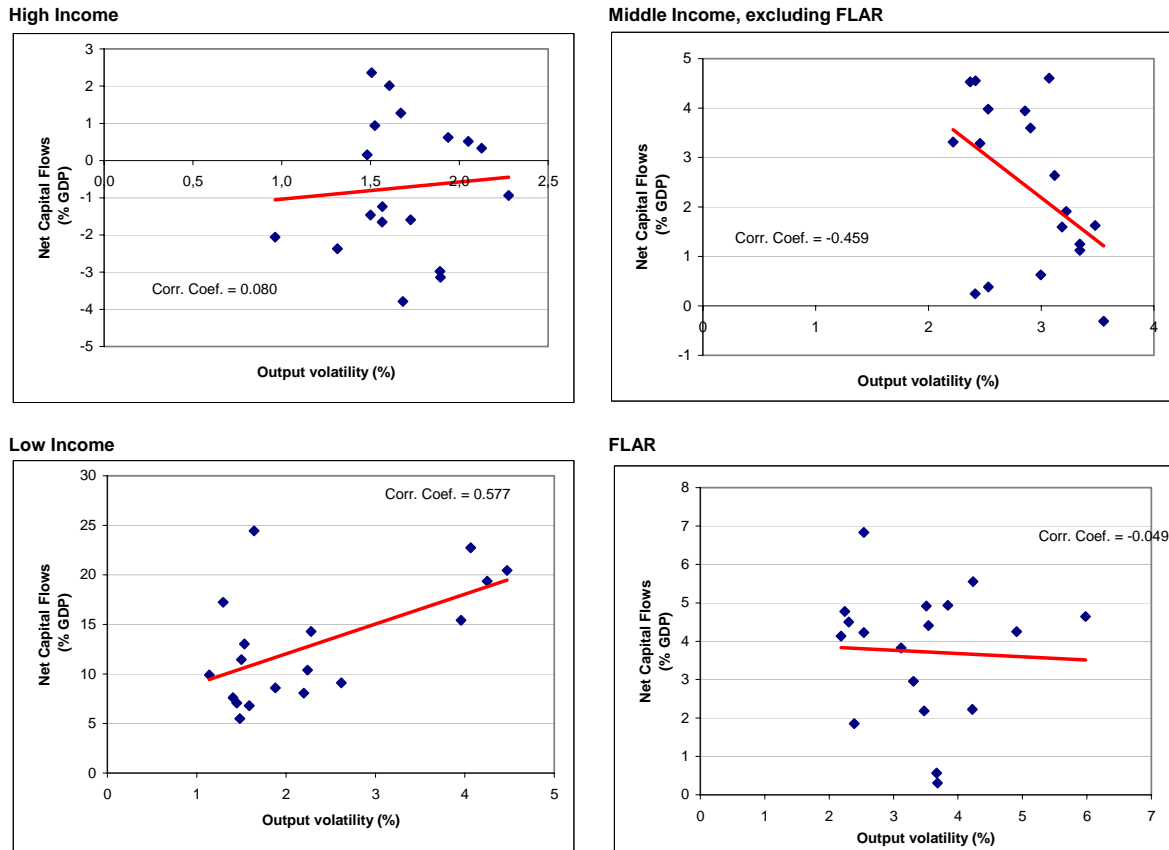 High Income
3
2
1
0
-1
-2
-3
-4
-5
0,0
0,5
1,0
1,5
2,0
2,5
Net Capital Flows
(% GDP)
Corr. Coef. = 0.080
Output volatility (%)
Middle Income, excluding FLAR
5
4
3
2
1
0
-1
0
1
2
3
4
Net Capital Flows
(% GDP)
Corr. Coef. = -0.459
Output volatility (%)
Low Income
30
25
20
15
10
5
0
0
1
2
3
4
5
Net Capital Flows
(% GDP)
Corr. Coef. = 0.577
Output volatility (%)
FLAR
8
7
6
5
4
3
2
1
0
0
1
2
3
4
5
6
7
Net Capital Flows
(% GDP)
Corr. Coef. = -0.049
Output volatility (%)